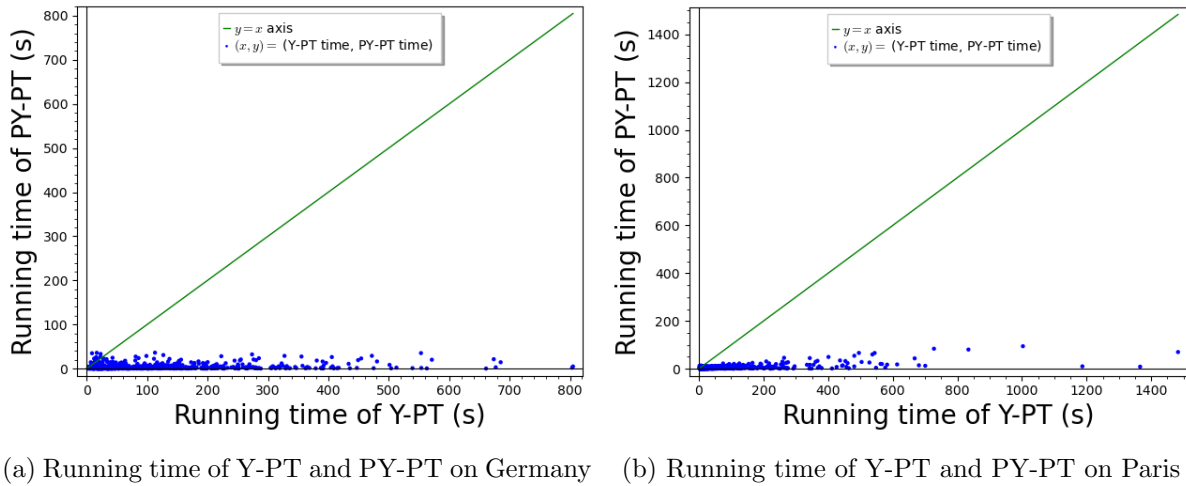 800
700
600
500
400
300
200
100
0
Running time of PY-PT (s)
y = x axis
(x, y) = (Y-PT time, PY-PT time)
0 100 200 300 400 500 600 700 800
Running time of Y-PT (s)
1400
1200
1000
800
600
400
200
0
Running time of PY-PT (s)
y = x axis
(x, y) = (Y-PT time, PY-PT time)
0 200 400 600 800 1000 1200 1400
Running time of Y-PT (s)
(a) Running time of Y-PT and PY-PT on Germany
(b) Running time of Y-PT and PY-PT on Paris